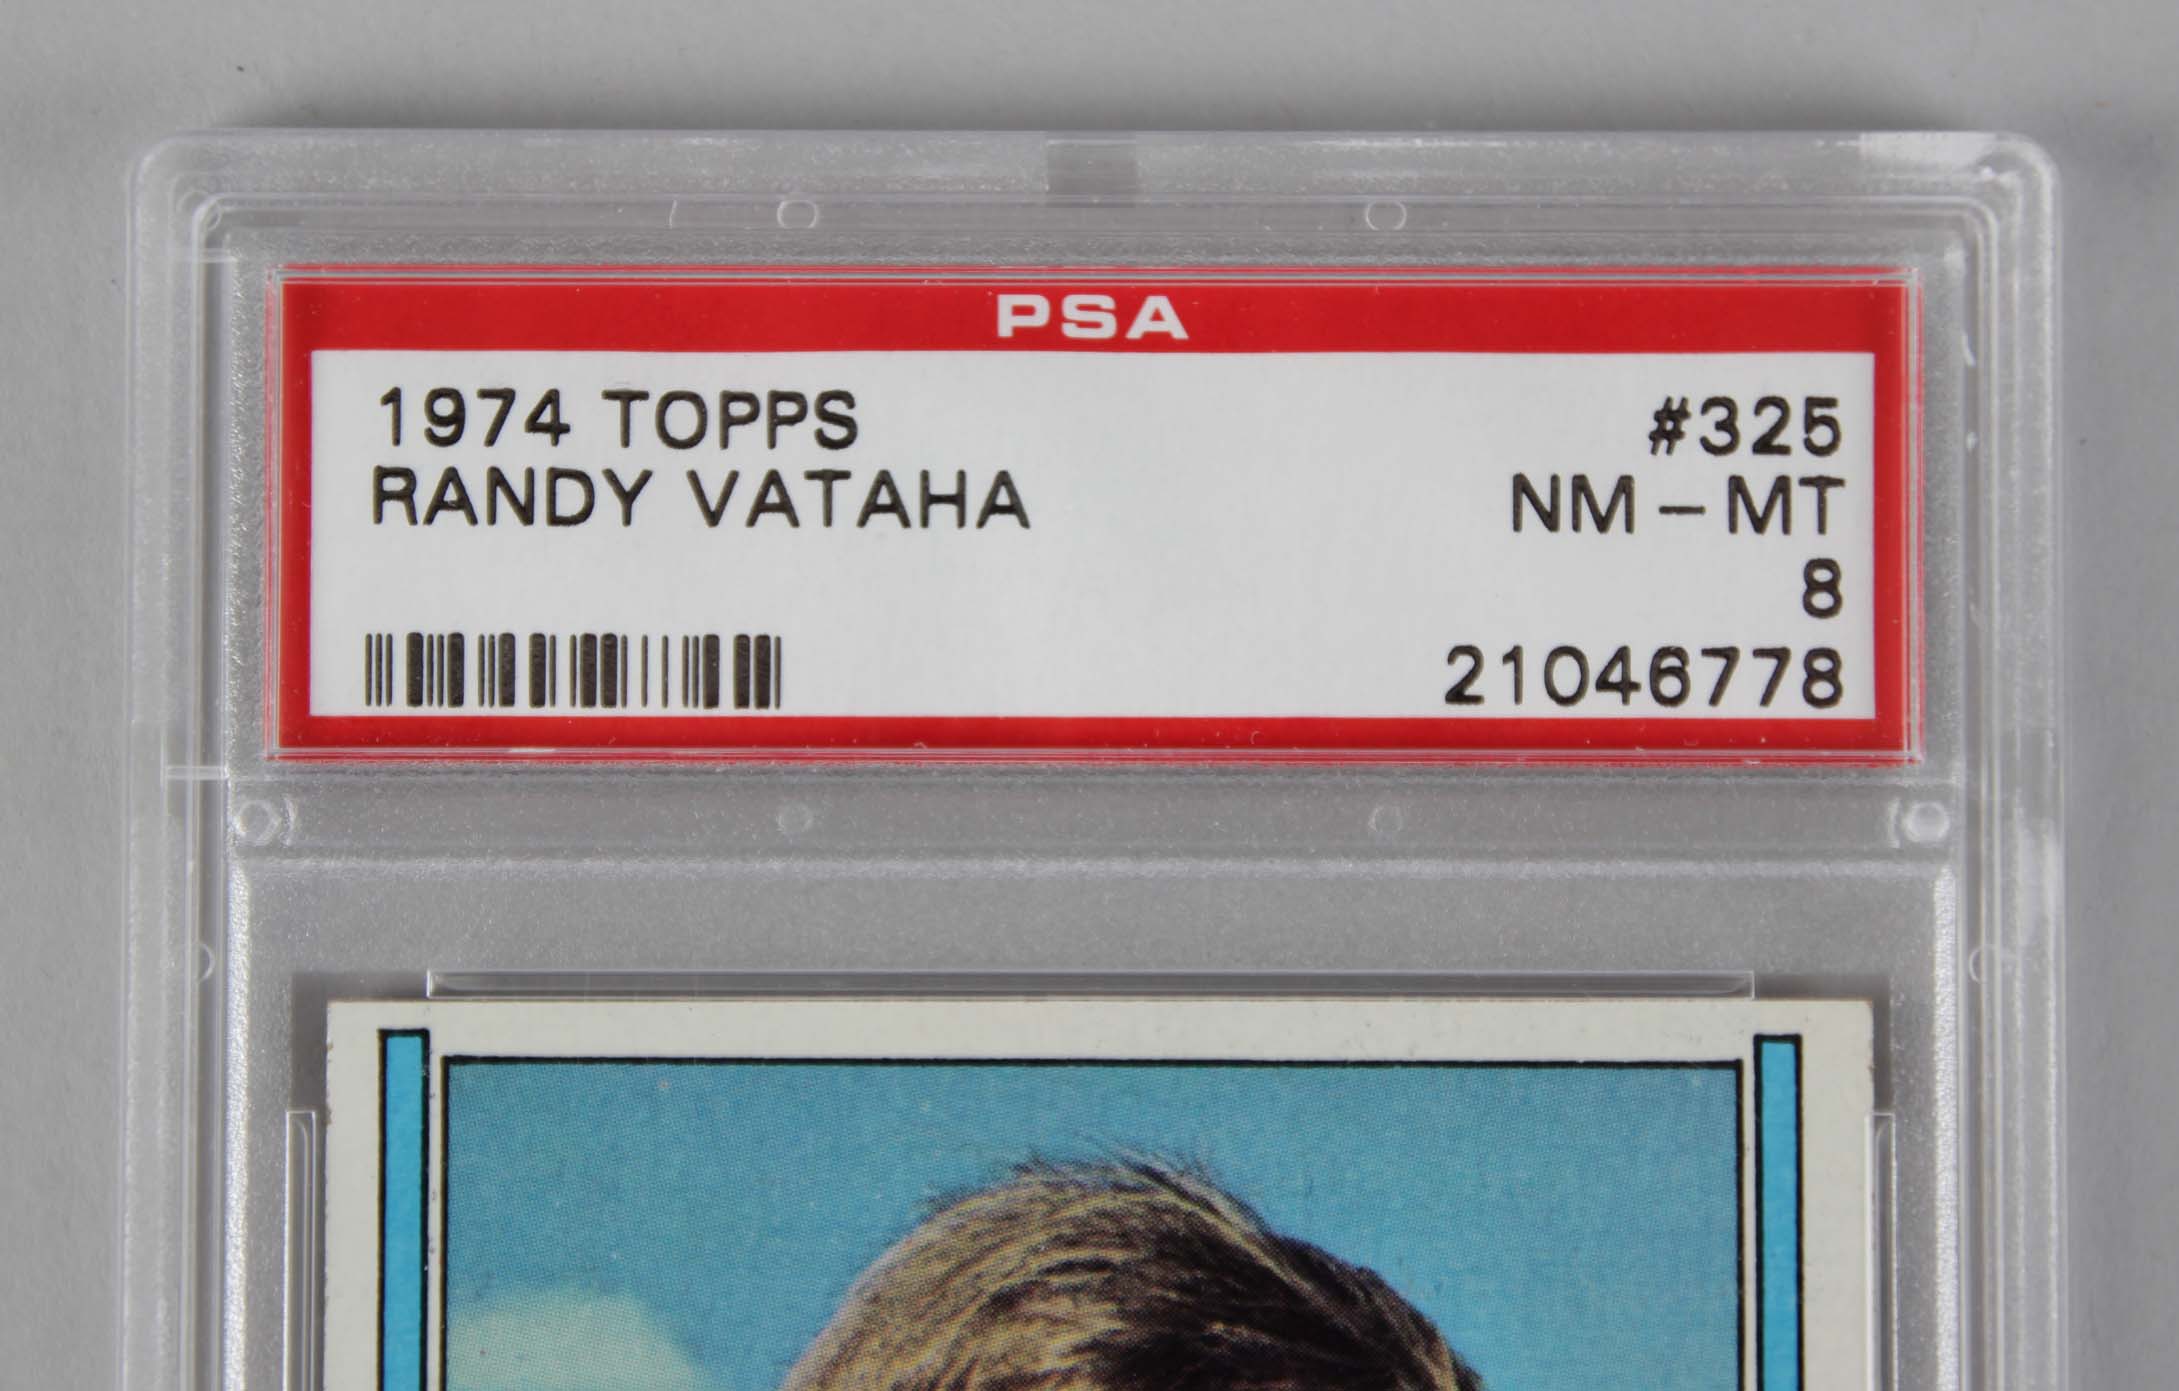 PSA
1974 TOPPS #325
RANDY VATAHA NM-MT
8
21046778